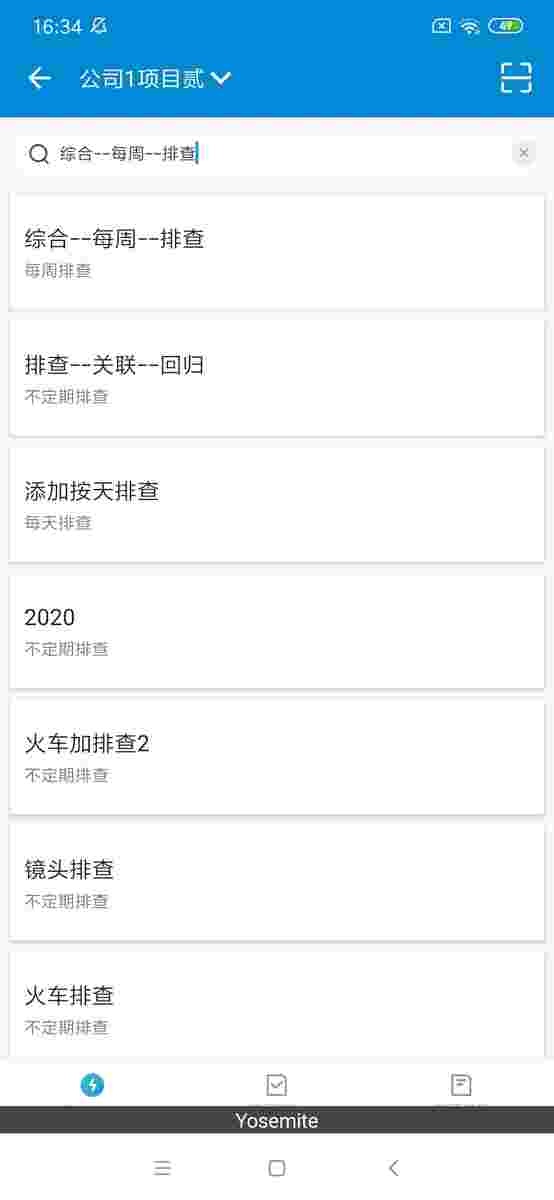 16:34
49
公司1项目贰
综合--每周--排查
综合--每周--排查
每周排查
排查--关联--回归
不定期排查
添加按天排查
每天排查
2020
不定期排查
火车加排查2
不定期排查
镜头排查
不定期排查
火车排查
不定期排查
Yosemite